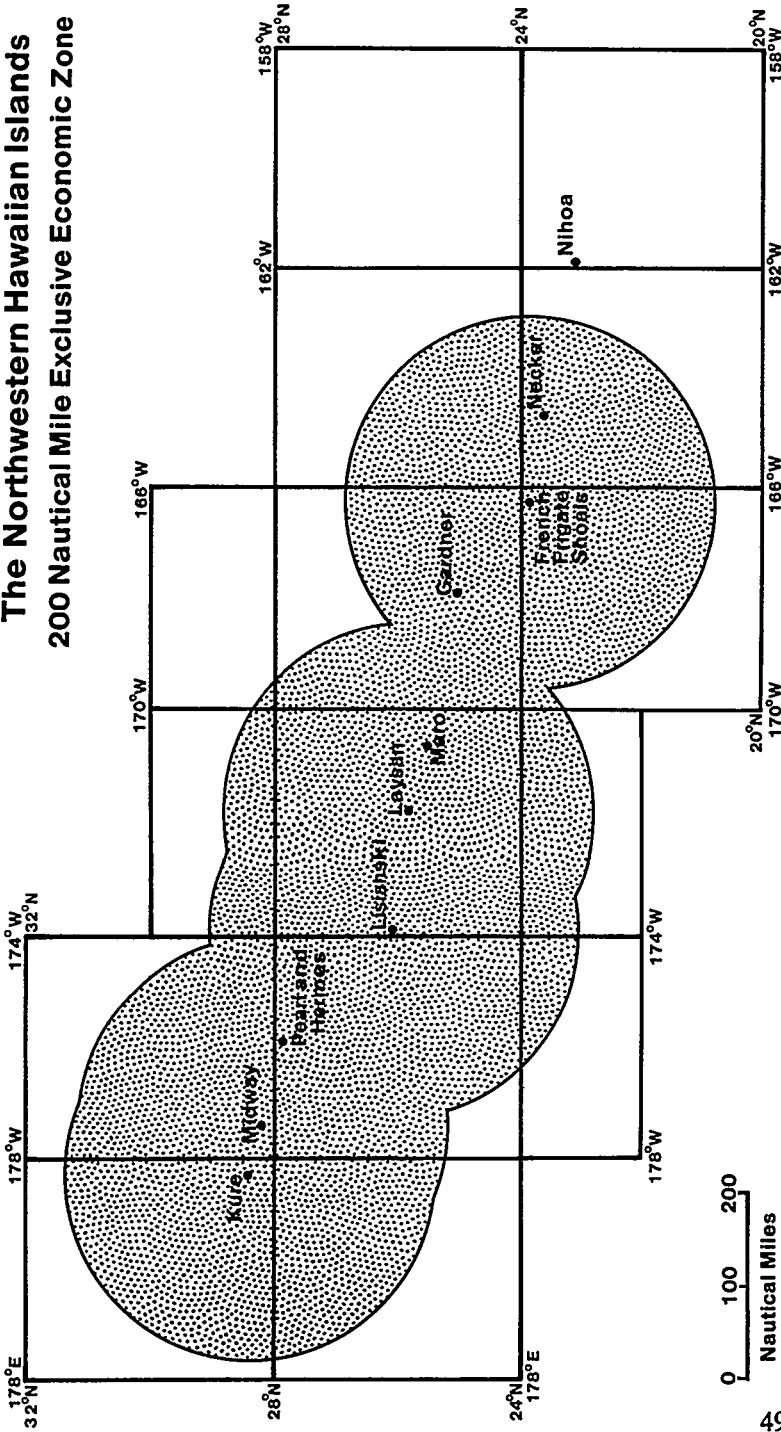 The Northwestern Hawaiian Islands
200 Nautical Mile Exclusive Economic Zone
178°E
32°N
174°W
32°N
166°W
170°W
162°W
158°W
28°N
28°N
24°N
24°N
178°E
178°W
178°W
174°W
170°W
20°N
166°W
162°W
158°W
20°N
Kure
Midway
Pearl and
Hermes
Lisianski
Laysan
Maro
Gardner
French
Frigate
Shoals
Necker
Nihoa
0 100 200
Nautical Miles
49